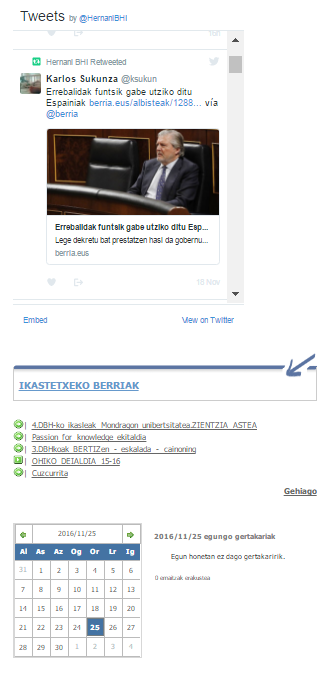 Tweets by @HernaniBHI
Hernani BHI Retweeted
Karlos Sukunza @ksukun
Errebalidak funtsik gabe utziko ditu
Espainiak berria.eus/albisteak/1288... vía
@berria
Errebalidak funtsik gabe utziko ditu Esp...
Lege dekretu bat prestatzen hasi da gobernu...
berria.eus
18 Nov
Embed View on Twitter
IKASTETXEKO BERRIAK
| 4.DBH-ko ikasleak Mondragon unibertsitatea.ZIENTZIA ASTEA
| Passion for knowledge ekitaldia
| 3.DBHkoak BERTIZen - eskalada - cainoning
| OHIKO DEIALDIA 15-16
| Cuzcurrita
Gehiago
2016/11/25
Al As Az Og Or Lr Ig
31 1 2 3 4 5 6
7 8 9 10 11 12 13
14 15 16 17 18 19 20
21 22 23 24 25 26 27
28 29 30 1 2 3 4
2016/11/25 egungo gertakariak
Egun honetan ez dago gertakaririk.
0 emaitzak erakustea